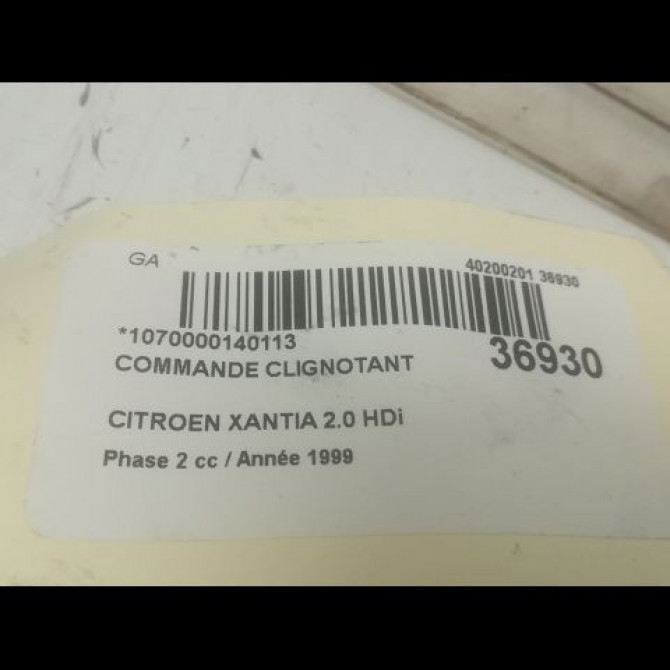 GA
40200201 36930
*1070000140113
36930
COMMANDE CLIGNOTANT
CITROEN XANTIA 2.0 HDi
Phase 2 cc / Année 1999